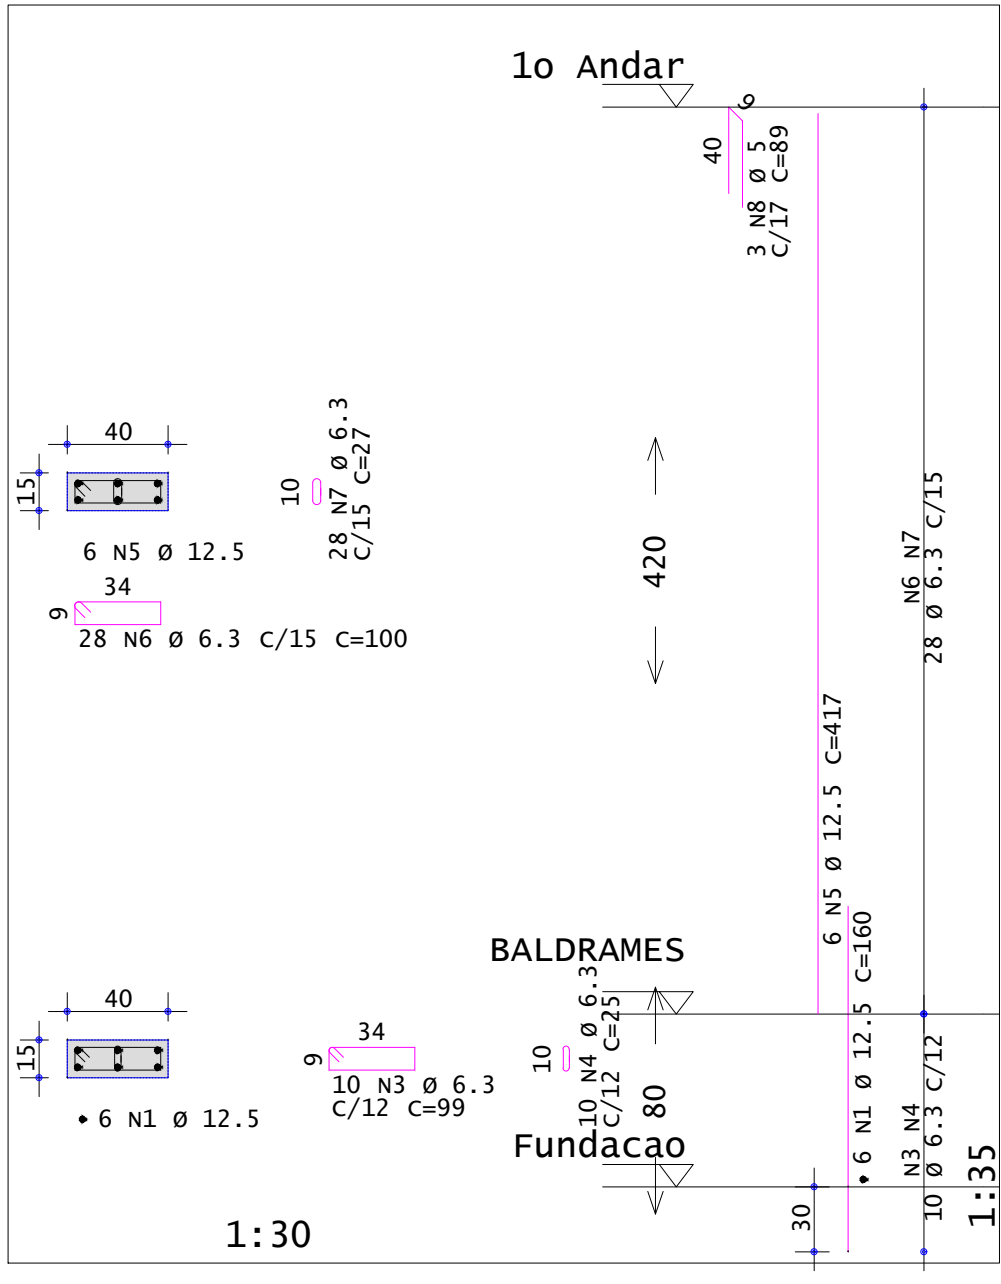 1o Andar
9
40
3 N8 Ø 5
C/17 C=89
40
15
6 N5 Ø 12.5
10
28 N7 Ø 6.3
C/15 C=27
34
9
28 N6 Ø 6.3 C/15 C=100
420
N6 N7
28 Ø 6.3 C/15
6 N5 Ø 12.5 C=417
BALDRAMES
40
15
6 N1 Ø 12.5
34
9
10 N3 Ø 6.3
C/12 C=99
10
10 N4 Ø 6.3
C/12 C=25
80
Fundacao
6 N1 Ø 12.5 C=160
N3 N4
10 Ø 6.3 C/12
30
1:30
1:35